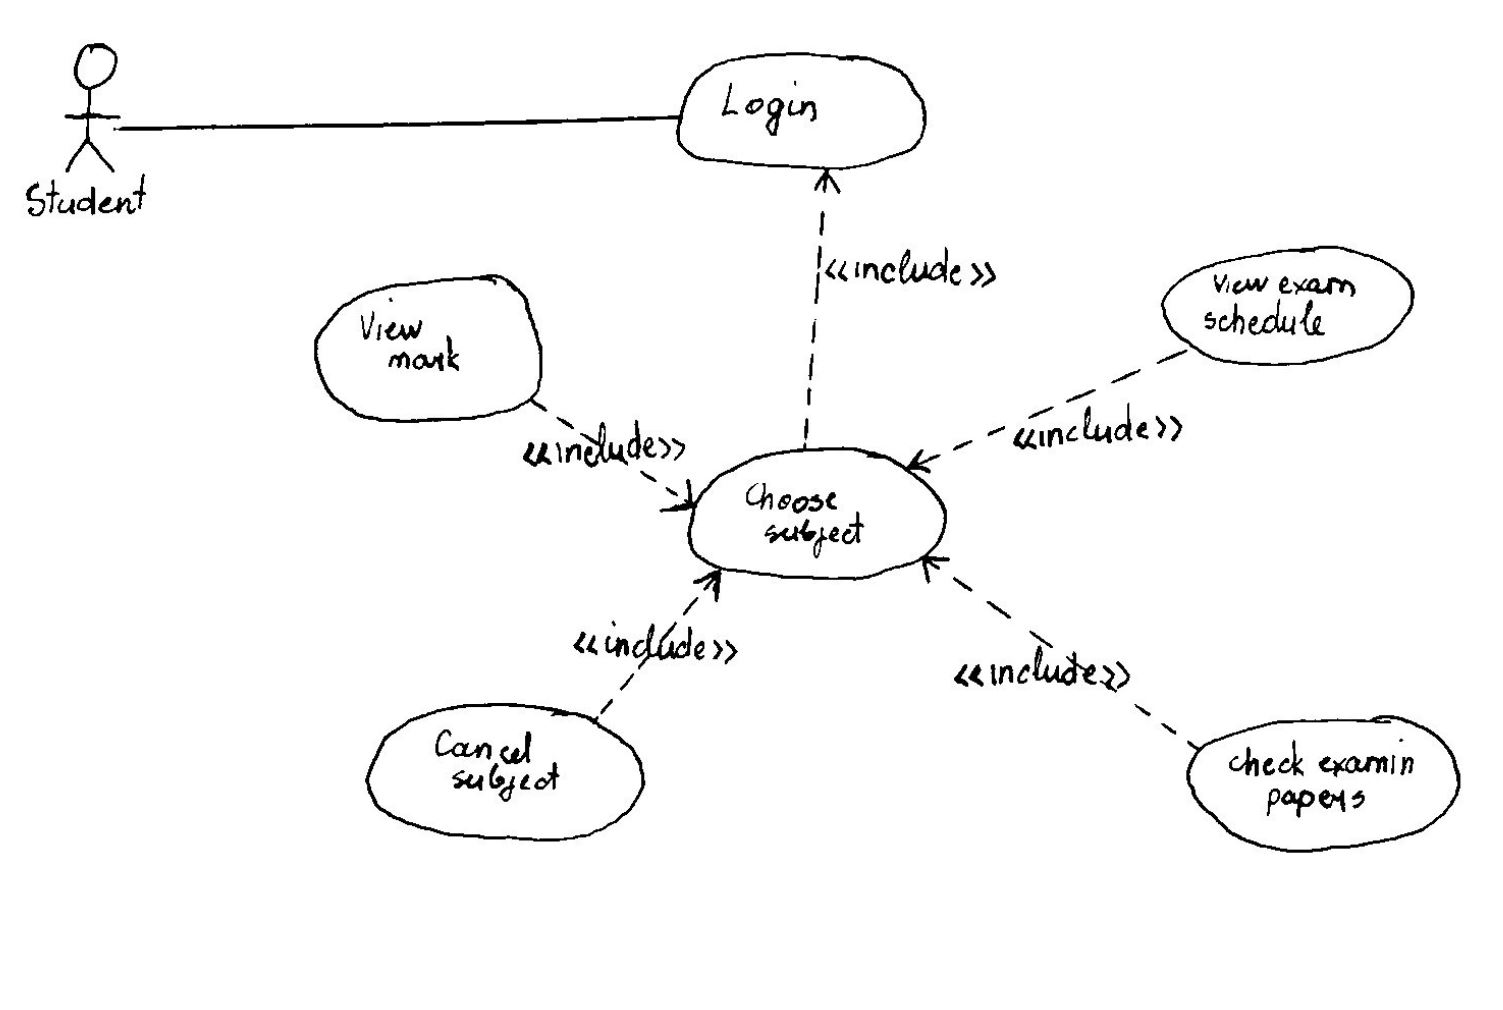 Login
Student
<<include>>
View exam
schedule
View
mark
<<include>>
<<include>>
Choose
subject
<<include>>
<<include>>
Cancel
subject
check examin
papers